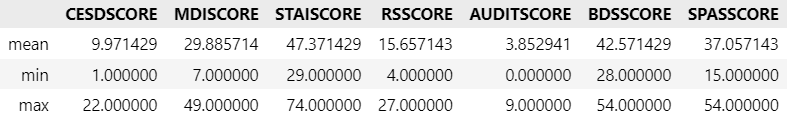 CESDSCORE MDISCORE STAISCORE RSSCORE AUDITSCORE BDSSCORE SPASSCORE
mean 9.971429 29.885714 47.371429 15.657143 3.852941 42.571429 37.057143
min 1.000000 7.000000 29.000000 4.000000 0.000000 28.000000 15.000000
max 22.000000 49.000000 74.000000 27.000000 9.000000 54.000000 54.000000